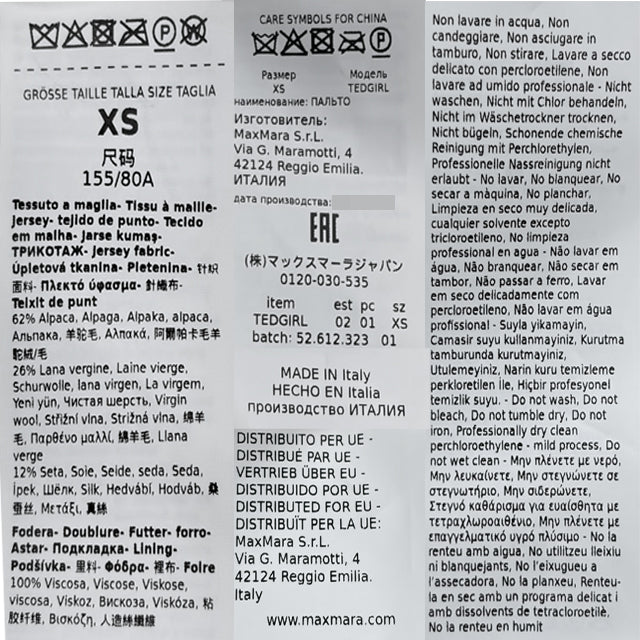 GRÖSSE TAILLE TALLA SIZE TAGLIA
XS
尺码
155/80A
Tessuto a maglia- Tissu à maille-
Jersey- tejido de punto- Tecido
em malha- Jarse kumaş-
ТРИКОТАЖ- Jersey fabric-
Úpletová tkanina- Pletenina- 针织
面料- Πλεκτό ύφασμα- 針織布-
Teixit de punt
62% Alpaca, Alpaga, Alpaka, alpaca,
Альпака, 羊驼毛, Αλπακά, 阿爾帕卡毛羊
駝絨/毛
26% Lana vergine, Laine vierge,
Schurwolle, lana virgen, La virgem,
Yeni yün, Чистая шерсть, Virgin
wool, Střižní vlna, Strižná vlna, 绵羊
毛, Παρθένο μαλλί, 綿羊毛, Llana
verge
12% Seta, Soie, Seide, seda, Seda,
İpek, Шёлк, Silk, Hedvábí, Hodváb, 桑
蚕丝, Μετάξι, 真絲
Fodera- Doublure- Futter- forro-
Astar- Подкладка- Lining-
Podšívka- 里料- Φόδρα- 裡布- Folre
100% Viscosa, Viscose, Viskose,
viscosa, Viskoz, Вискоза, Viskóza, 粘
胶纤维, Βισκόζη, 人造絲纖維
CARE SYMBOLS FOR CHINA
Размер Модель
XS TEDGIRL
наименование: ПАЛЬТО
Изготовитель:
MaxMara S.r.L.
Via G. Maramotti, 4
42124 Reggio Emilia.
ИТАЛИЯ
дата производства:
EAC
(株)マックスマーラジャパン
0120-030-535
item est pc sz
TEDGIRL 02 01 XS
batch: 52.612.323 01
MADE IN Italy
HECHO EN Italia
производство ИТАЛИЯ
DISTRIBUITO PER UE -
DISTRIBUÉ PAR UE -
VERTRIEB ÜBER EU -
DISTRIBUIDO POR UE -
DISTRIBUTED FOR EU -
DISTRIBUÏT PER LA UE:
MaxMara S.r.L.
Via G. Maramotti, 4
42124 Reggio Emilia.
Italy
www.maxmara.com
Non lavare in acqua, Non
candeggiare, Non asciugare in
tamburo, Non stirare, Lavare a secco
delicato con percloroetilene, Non
lavare ad umido professionale - Nicht
waschen, Nicht mit Chlor behandeln,
Nicht im Wäschetrockner trocknen,
Nicht bügeln, Schonende chemische
Reinigung mit Perchlorethylen,
Professionelle Nassreinigung nicht
erlaubt - No lavar, No blanquear, No
secar a màquina, No planchar,
Limpieza en seco muy delicada,
cualquier solvente excepto
tricloroetileno, No limpieza
professional en agua - Não lavar em
água, Não branquear, Não secar em
tambor, Não passar a ferro, Lavar
em seco delicadamente com
percloroetileno, Não lavar em água
profissional - Suyla yikamayin,
Camasir suyu kullanmayiniz, Kurutma
tamburunda kurutmayiniz,
Utulemeyiniz, Narin kuru temizleme
perkloretilen İle, Hiçbir profesyonel
temizlik suyu. - Do not wash, Do not
bleach, Do not tumble dry, Do not
iron, Professionally dry clean
perchloroethylene - mild process, Do
not wet clean - Μην πλένετε με νερό,
Μην λευκαίνετε, Μην στεγνώνετε σε
στεγνωτήριο, Μην σιδερώνετε,
Στεγνό καθάρισμα για ευαίσθητα με
τετραχλωροαιθένιο, Μην πλένετε με
επαγγελματικό υγρό πλύσιμο - No la
renteu amb aigua, No utilitzeu lleixiu
ni blanquejants, No l'eixugueu a
l'assecadora, No la planxeu, Renteu-
la en sec amb un programa delicat i
amb dissolvents de tetracloroetilè,
No la renteu en humit